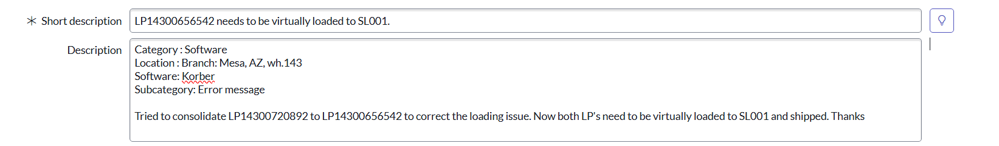 Short description
LP14300656542 needs to be virtually loaded to SL001.
Description
Category : Software
Location : Branch: Mesa, AZ, wh.143
Software: Korber
Subcategory: Error message
Tried to consolidate LP14300720892 to LP14300656542 to correct the loading issue. Now both LP's need to be virtually loaded to SL001 and shipped. Thanks